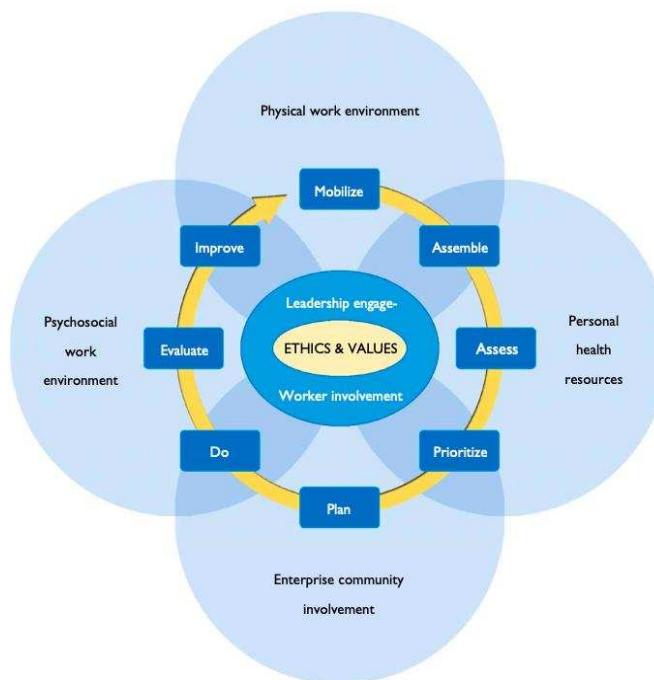 Physical work environment
Mobilize
Improve
Assemble
Leadership engage-
Psychosocial
work
environment
Evaluate
ETHICS & VALUES
Assess
Personal
health
resources
Worker involvement
Do
Prioritize
Plan
Enterprise community
involvement